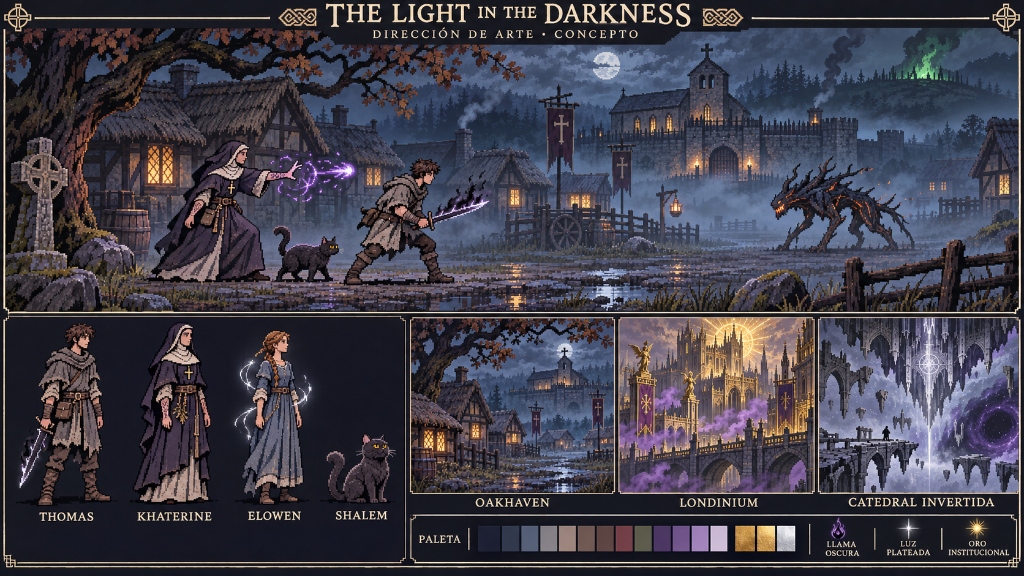 THE LIGHT IN THE DARKNESS
DIRECCIÓN DE ARTE • CONCEPTO
THOMAS
KHATERINE
ELOWEN
SHALEM
OAKHAVEN
LONDINIUM
CATEDRAL INVERTIDA
PALETA
LLAMA
OSCURA
LUZ
PLATEADA
ORO
INSTITUCIONAL